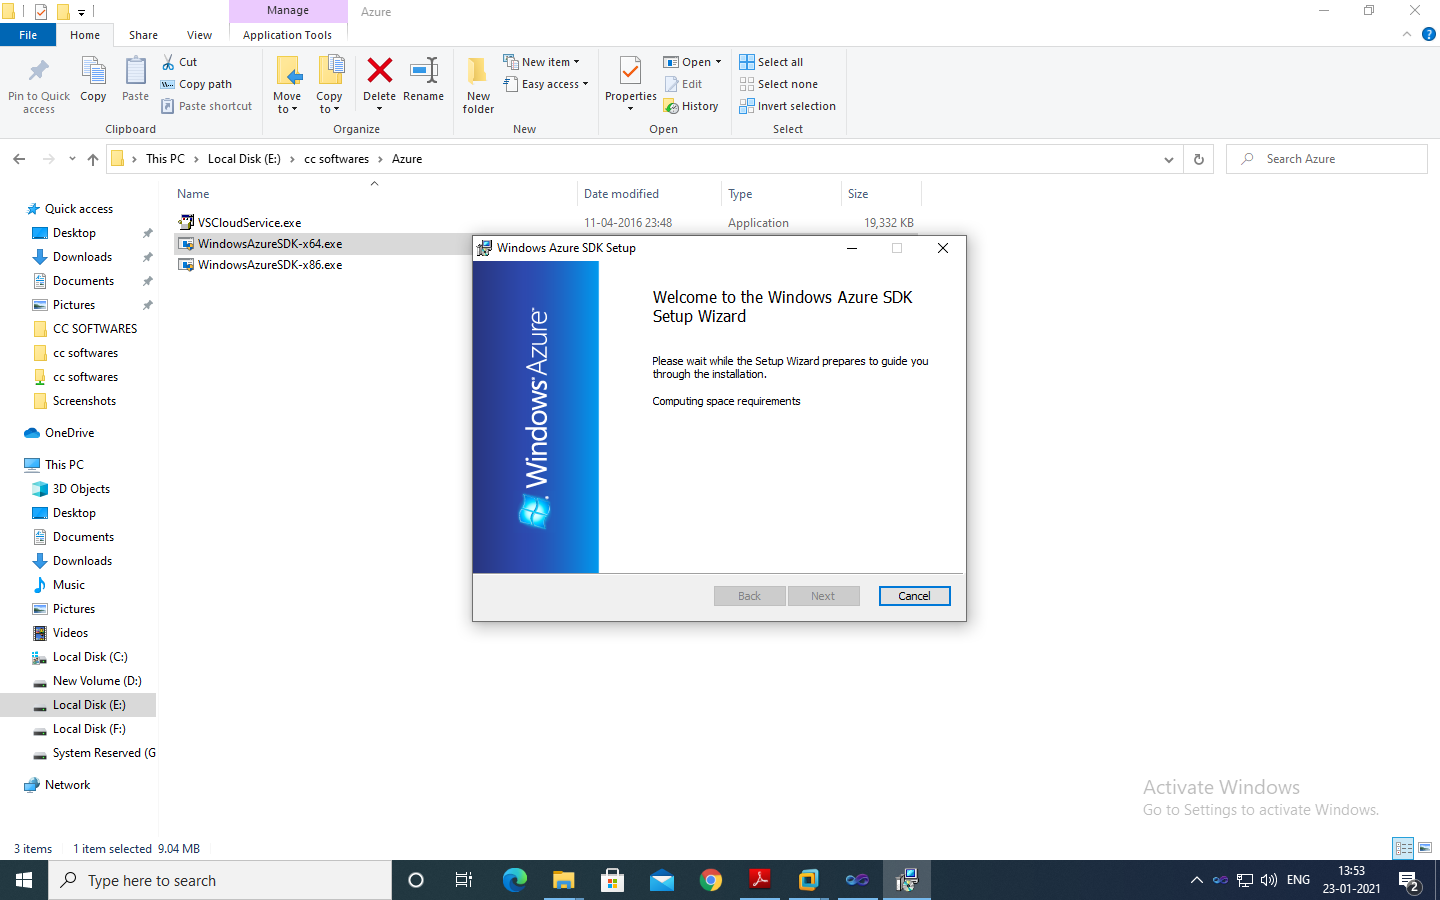 Manage
Azure
File
Home
Share
View
Application Tools
Pin to Quick
access
Copy
Paste
Cut
Copy path
Paste shortcut
Clipboard
Move
to
Copy
to
Delete
Rename
Organize
New
folder
New item
Easy access
New
Properties
Open
Edit
History
Open
Select all
Select none
Invert selection
Select
This PC
Local Disk (E:)
cc softwares
Azure
Search Azure
Name
Date modified
Type
Size
VSCloudService.exe
11-04-2016 23:48
Application
19,332 KB
WindowsAzureSDK-x64.exe
WindowsAzureSDK-x86.exe
Quick access
Desktop
Downloads
Documents
Pictures
CC SOFTWARES
cc softwares
cc softwares
Screenshots
OneDrive
This PC
3D Objects
Desktop
Documents
Downloads
Music
Pictures
Videos
Local Disk (C:)
New Volume (D:)
Local Disk (E:)
Local Disk (F:)
System Reserved (G
Network
Windows Azure SDK Setup
Windows Azure™
Welcome to the Windows Azure SDK
Setup Wizard
Please wait while the Setup Wizard prepares to guide you
through the installation.
Computing space requirements
Back
Next
Cancel
Activate Windows
Go to Settings to activate Windows.
3 items
1 item selected 9.04 MB
Type here to search
ENG
13:53
23-01-2021
2